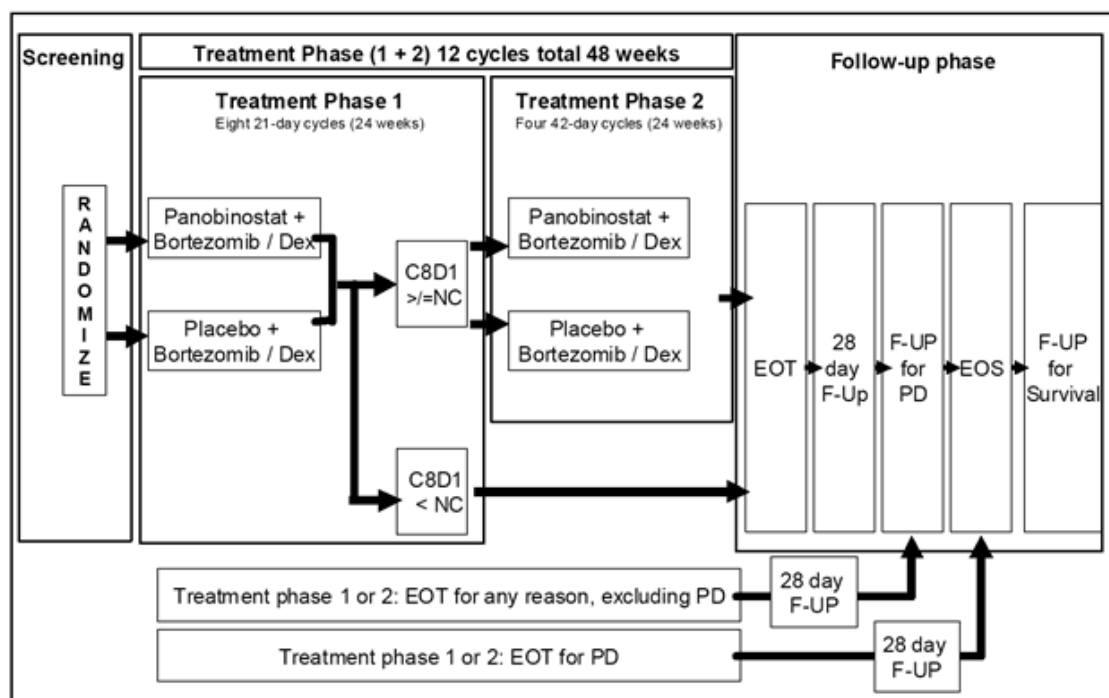 Screening
Treatment Phase (1 + 2) 12 cycles total 48 weeks
Follow-up phase
Treatment Phase 1
Eight 21-day cycles (24 weeks)
Treatment Phase 2
Four 42-day cycles (24 weeks)
R
A
N
D
O
M
I
Z
E
Panobinostat +
Bortezomib / Dex
Placebo +
Bortezomib / Dex
C8D1
>/=NC
C8D1
< NC
Panobinostat +
Bortezomib / Dex
Placebo +
Bortezomib / Dex
EOT
28
day
F-Up
F-UP
for
PD
EOS
F-UP
for
Survival
Treatment phase 1 or 2: EOT for any reason, excluding PD
28 day
F-UP
Treatment phase 1 or 2: EOT for PD
28 day
F-UP